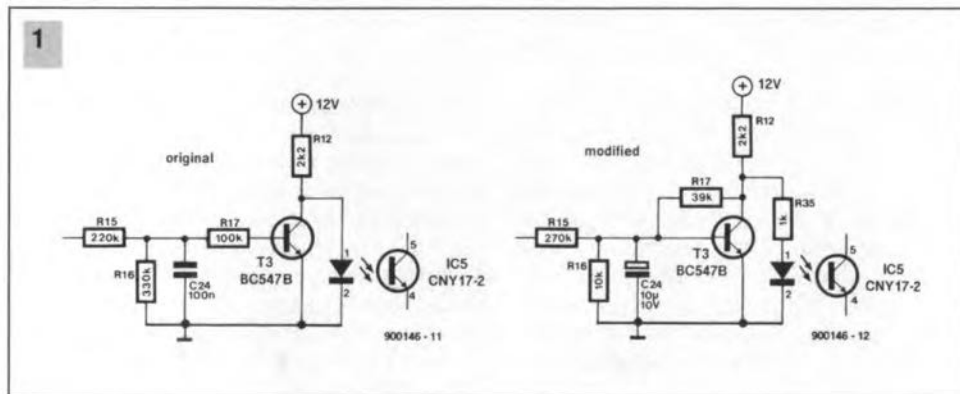 1
original
12V
R12
2k2
R15
220k
R17
100k
R16
330k
C24
100n
T3
BC547B
1
2
5
4
IC5
CNY17-2
900146 - 11
modified
12V
R12
2k2
R17
39k
R35
1k
R15
270k
R16
10k
C24
10µ
10V
T3
BC547B
1
2
5
4
IC5
CNY17-2
900146 - 12